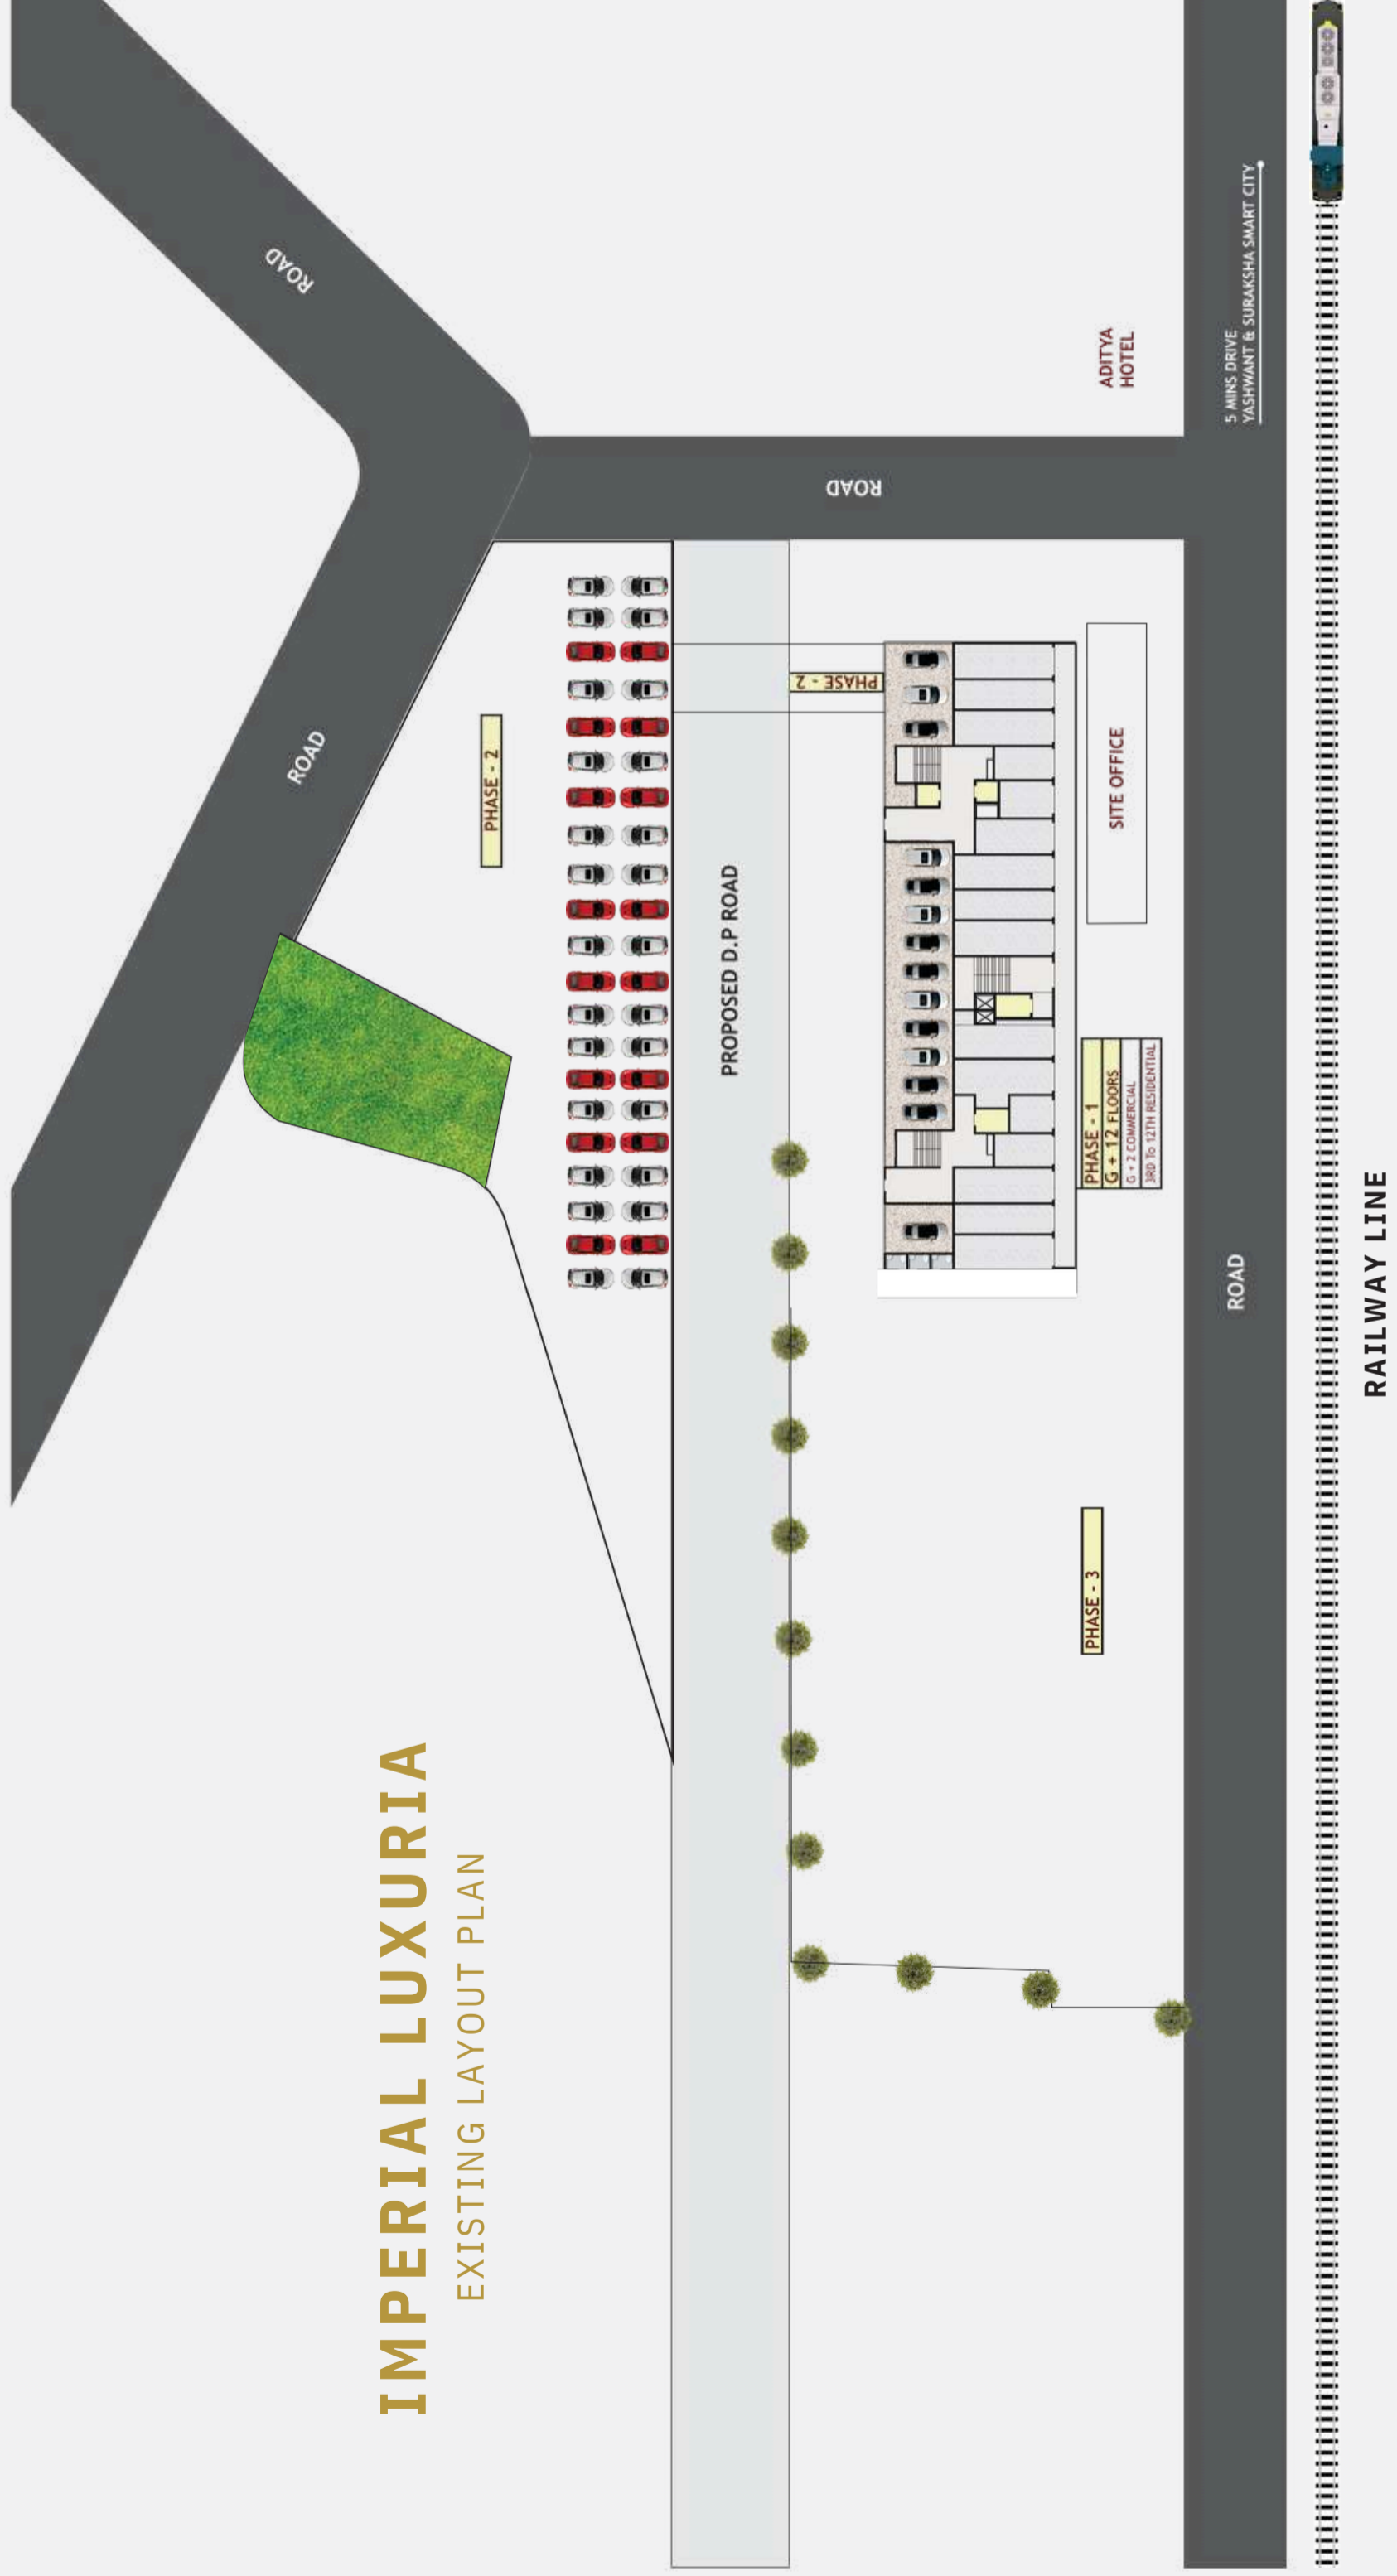 IMPERIAL LUXURIA
EXISTING LAYOUT PLAN
ROAD
ROAD
PHASE - 2
PROPOSED D.P ROAD
PHASE - 2
ROAD
ADITYA
HOTEL
SITE OFFICE
PHASE - 1
G + 12 FLOORS
G + 2 COMMERCIAL
3RD To 12TH RESIDENTIAL
PHASE - 3
ROAD
5 MINS DRIVE
YASHWANT & SURAKSHA SMART CITY
RAILWAY LINE